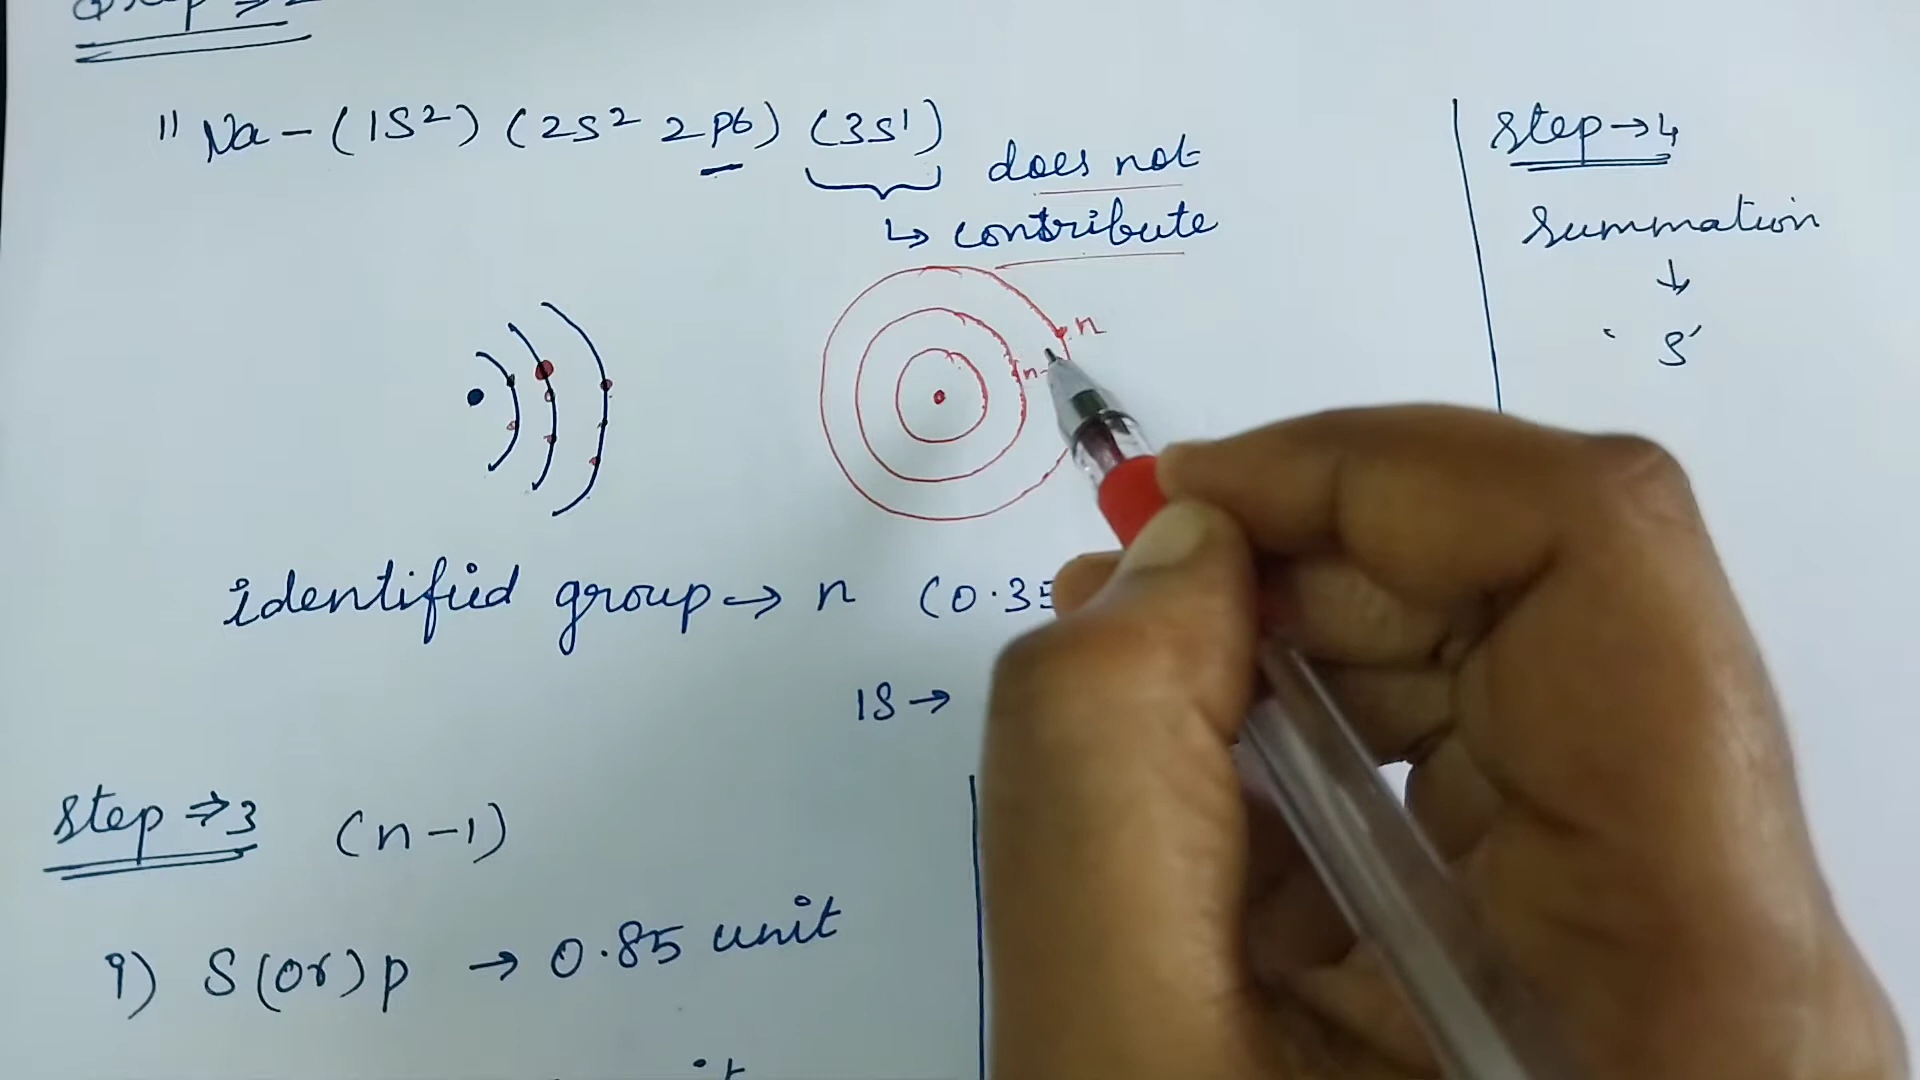 11 Na – (1S²) (2S² 2p6) (3S¹)
does not
↳ contribute
n
n-
identified group → n (0.35
1S →
Step ⇒ 3 (n-1)
i) S(or)p → 0.85 unit
Step → 4
Summation
↓
'S'